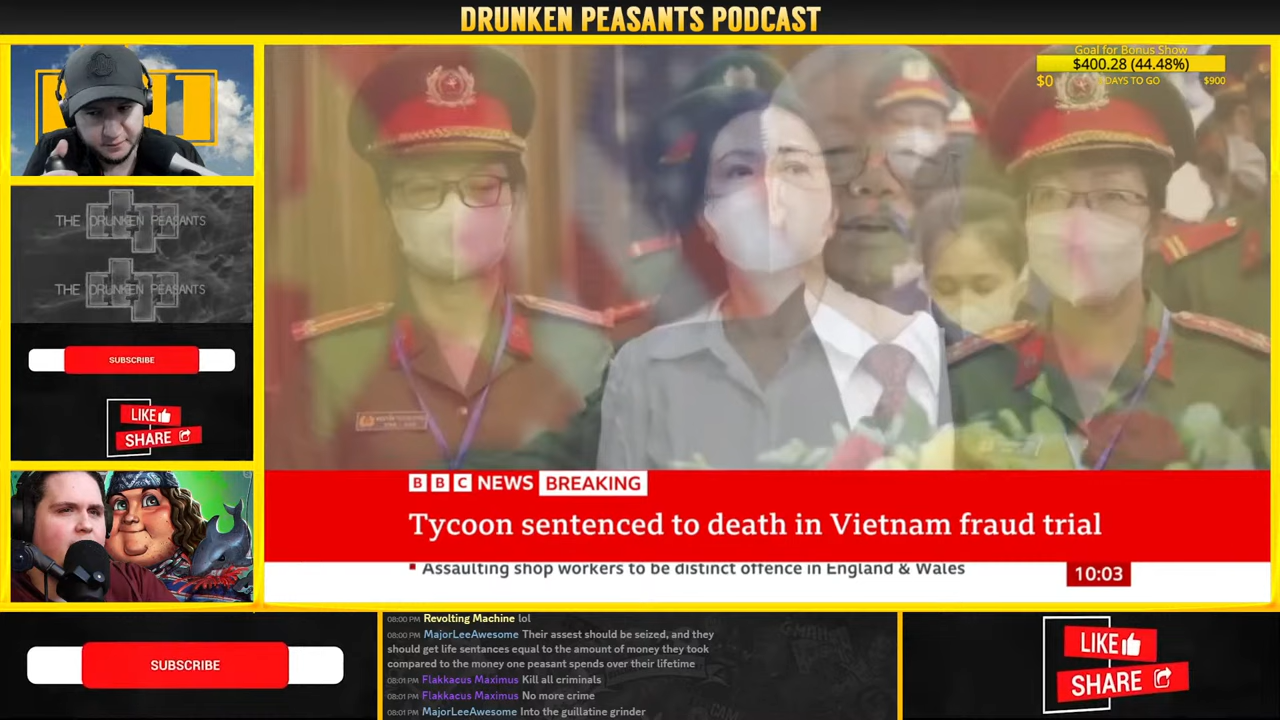 DRUNKEN PEASANTS PODCAST
Goal for Bonus Show
$400.28 (44.48%)
$0
DAYS TO GO
$900
THE DRUNKEN PEASANTS
THE DRUNKEN PEASANTS
SUBSCRIBE
LIKE
SHARE
BBC NEWS BREAKING
Tycoon sentenced to death in Vietnam fraud trial
Assaulting shop workers to be distinct offence in England & Wales
10:03
SUBSCRIBE
08:00 PM Revolting Machine lol
08:00 PM MajorLeeAwesome Their assest should be seized, and they
should get life sentences equal to the amount of money they took
compared to the money one peasant spends over their lifetime
08:01 PM Flakkacus Maximus Kill all criminals
08:01 PM Flakkacus Maximus No more crime
08:01 PM MajorLeeAwesome Into the guillatine grinder
LIKE
SHARE